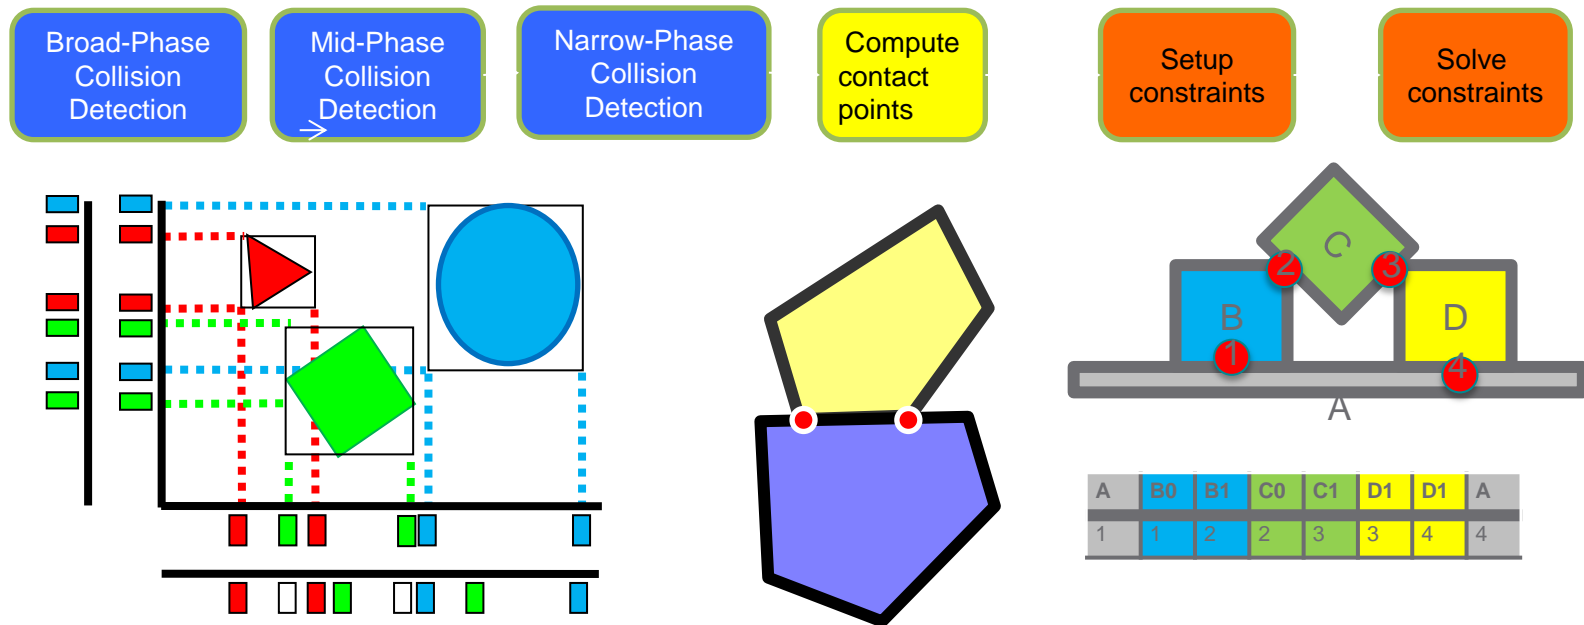 Broad-Phase
Collision
Detection
Mid-Phase
Collision
Detection
Narrow-Phase
Collision
Detection
Compute
contact
points
Setup
constraints
Solve
constraints
C
2
3
B
D
1
4
A
A B0 B1 C0 C1 D1 D1 A
1 1 2 2 3 3 4 4